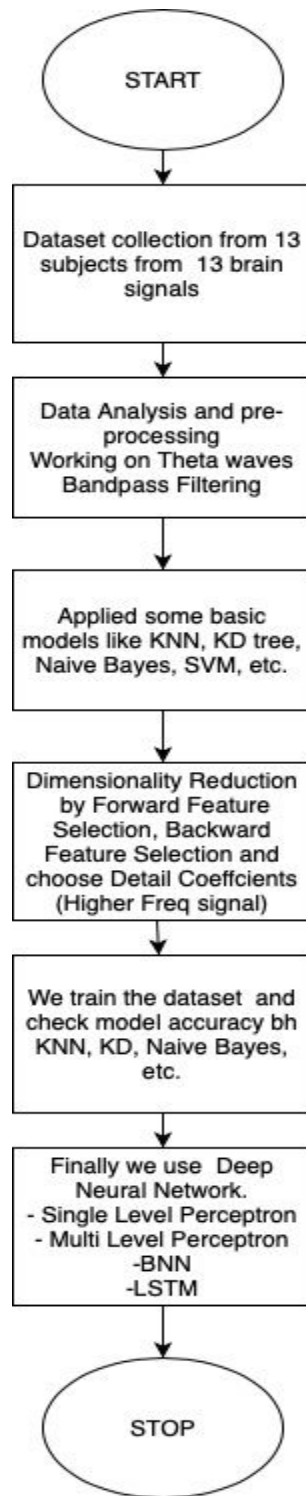 START
Dataset collection from 13
subjects from 13 brain
signals
Data Analysis and pre-
processing
Working on Theta waves
Bandpass Filtering
Applied some basic
models like KNN, KD tree,
Naive Bayes, SVM, etc.
Dimensionality Reduction
by Forward Feature
Selection, Backward
Feature Selection and
choose Detail Coeffcients
(Higher Freq signal)
We train the dataset and
check model accuracy bh
KNN, KD, Naive Bayes,
etc.
Finally we use Deep
Neural Network.
- Single Level Perceptron
- Multi Level Perceptron
-BNN
-LSTM
STOP